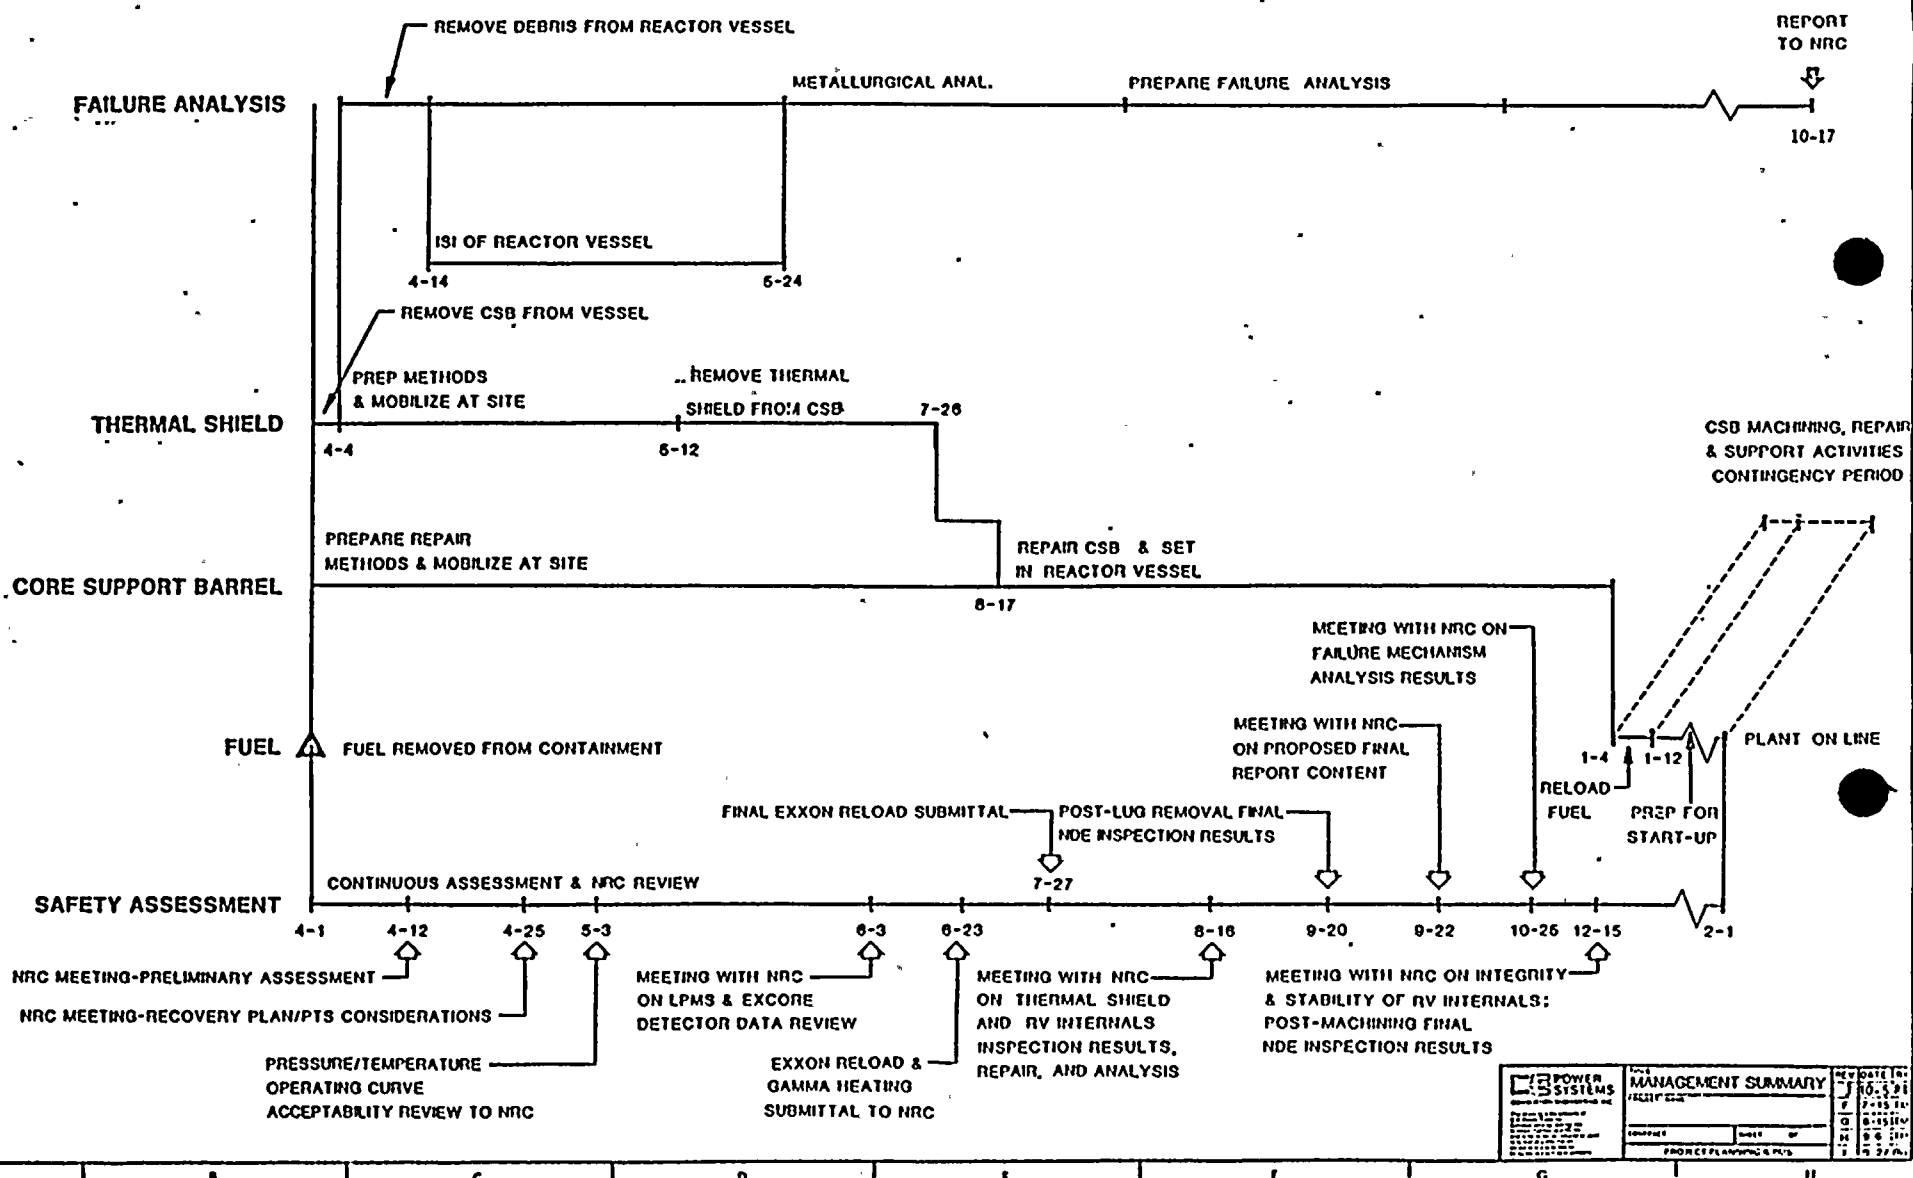 REMOVE DEBRIS FROM REACTOR VESSEL
REPORT
TO NRC
METALLURGICAL ANAL.
PREPARE FAILURE ANALYSIS
FAILURE ANALYSIS
10-17
ISI OF REACTOR VESSEL
4-14
5-24
REMOVE CSB FROM VESSEL
PREP METHODS
& MOBILIZE AT SITE
REMOVE THERMAL
SHIELD FROM CSB
7-26
THERMAL SHIELD
4-4
5-12
CSB MACHINING, REPAIR
& SUPPORT ACTIVITIES
CONTINGENCY PERIOD
PREPARE REPAIR
METHODS & MOBILIZE AT SITE
REPAIR CSB & SET
IN REACTOR VESSEL
CORE SUPPORT BARREL
8-17
MEETING WITH NRC ON
FAILURE MECHANISM
ANALYSIS RESULTS
MEETING WITH NRC
ON PROPOSED FINAL
REPORT CONTENT
FUEL
FUEL REMOVED FROM CONTAINMENT
1-4
1-12
PLANT ON LINE
RELOAD
FUEL
PREP FOR
START-UP
FINAL EXXON RELOAD SUBMITTAL
POST-LUG REMOVAL FINAL
NDE INSPECTION RESULTS
CONTINUOUS ASSESSMENT & NRC REVIEW
7-27
SAFETY ASSESSMENT
4-1
4-12
4-25
5-3
6-3
6-23
8-16
9-20
9-22
10-25
12-15
2-1
NRC MEETING-PRELIMINARY ASSESSMENT
NRC MEETING-RECOVERY PLAN/PTS CONSIDERATIONS
PRESSURE/TEMPERATURE
OPERATING CURVE
ACCEPTABILITY REVIEW TO NRC
MEETING WITH NRC
ON LPMS & EXCORE
DETECTOR DATA REVIEW
EXXON RELOAD &
GAMMA HEATING
SUBMITTAL TO NRC
MEETING WITH NRC
ON THERMAL SHIELD
AND RV INTERNALS
INSPECTION RESULTS,
REPAIR, AND ANALYSIS
MEETING WITH NRC ON INTEGRITY
& STABILITY OF RV INTERNALS:
POST-MACHINING FINAL
NDE INSPECTION RESULTS
POWER
SYSTEMS
MANAGEMENT SUMMARY
REV
DATE